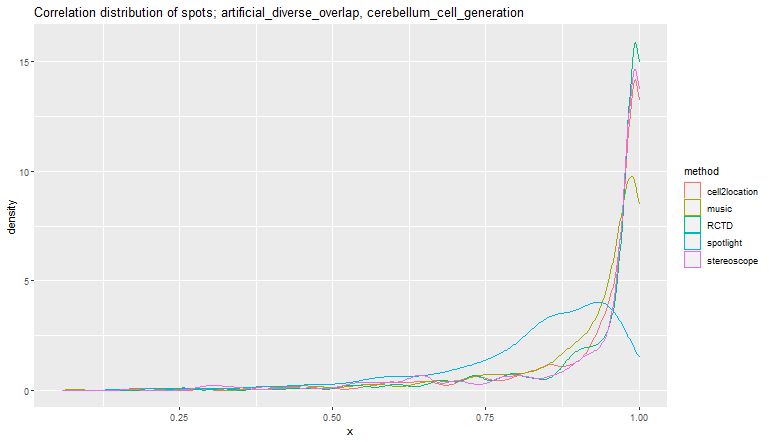 Correlation distribution of spots; artificial_diverse_overlap, cerebellum_cell_generation
15
10
5
0
density
0.25
0.50
0.75
1.00
x
method
cell2location
music
RCTD
spotlight
stereoscope